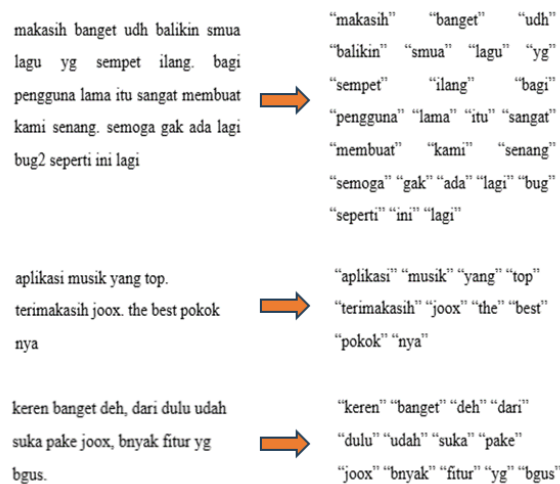 makasih banget udh balikin smua
lagu yg sempet ilang. bagi
pengguna lama itu sangat membuat
kami senang. semoga gak ada lagi
bug2 seperti ini lagi
“makasih” “banget” “udh”
“balikin” “smua” “lagu” “yg”
“sempet” “ilang” “bagi”
“pengguna” “lama” “itu” “sangat”
“membuat” “kami” “senang”
“semoga” “gak” “ada” “lagi” “bug”
“seperti” “ini” “lagi”
aplikasi musik yang top.
terimakasih joox. the best pokok
nya
“aplikasi” “musik” “yang” “top”
“terimakasih” “joox” “the” “best”
“pokok” “nya”
keren banget deh, dari dulu udah
suka pake joox, bnyak fitur yg
bgus.
“keren” “banget” “deh” “dari”
“dulu” “udah” “suka” “pake”
“joox” “bnyak” “fitur” “yg” “bgus”